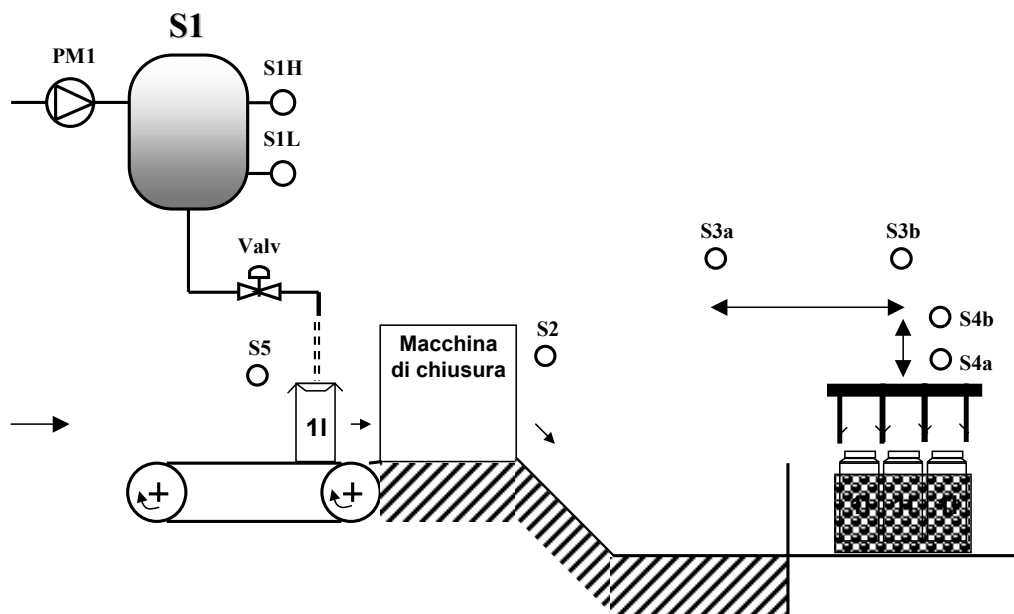 S1
PM1
S1H
S1L
Valv
S3a
S3b
S4b
S4a
S5
S2
Macchina
di chiusura
1l